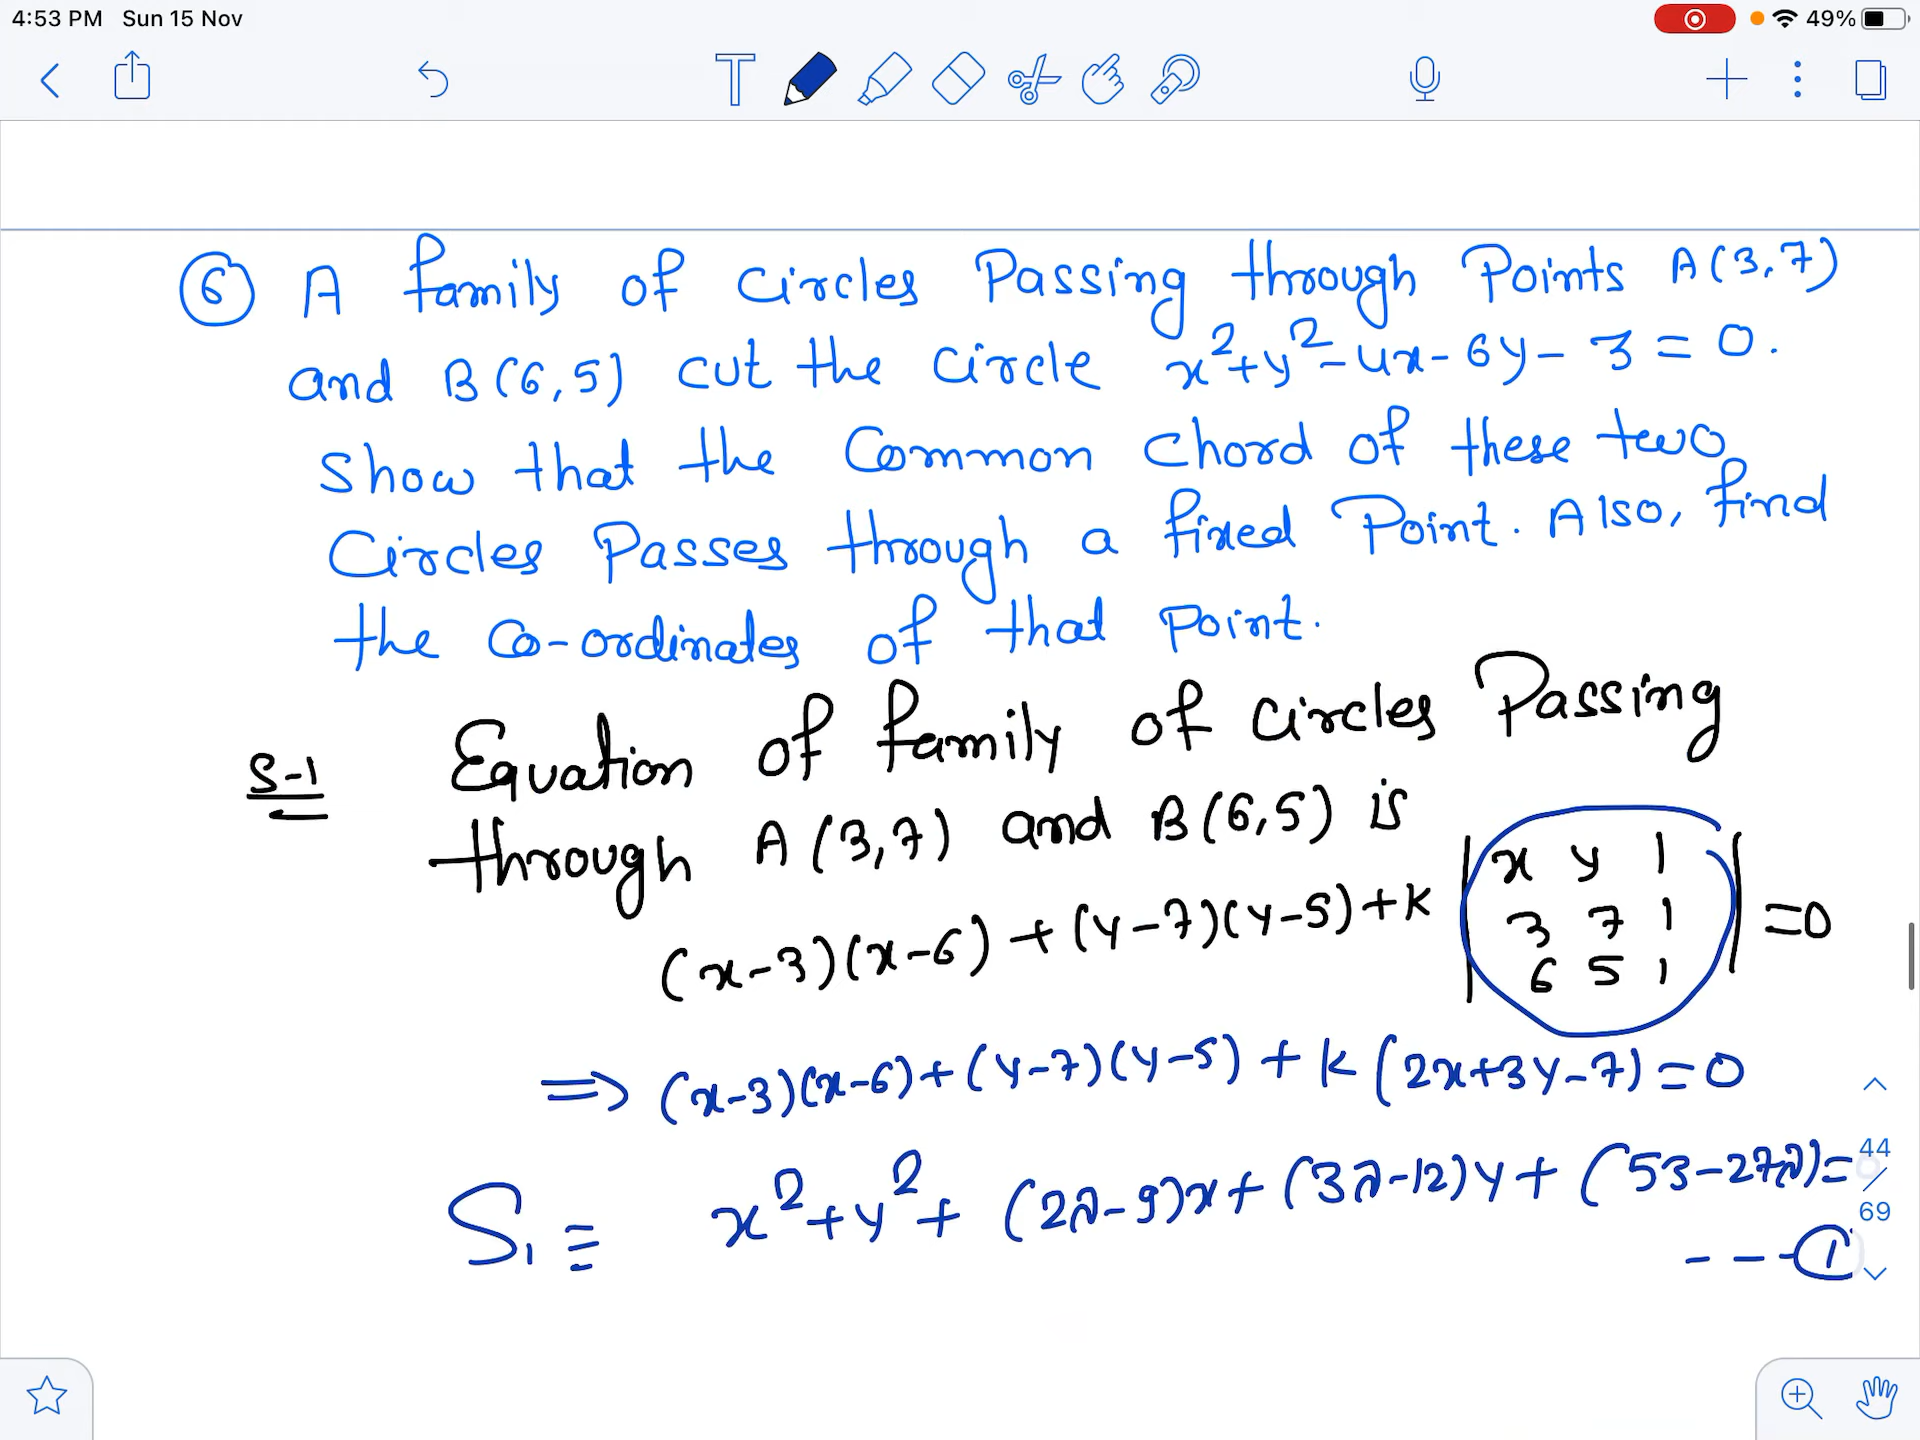 4:53 PM Sun 15 Nov
49%
T
⑥ A family of circles Passing through Points A(3,7)
and B(6,5) cut the circle x²+y²-4x-6y-3=0.
Show that the Common Chord of these two
Circles Passes through a fixed Point. Also, find
the Co-ordinates of that Point.
S-1 Equation of family of circles Passing
through A(3,7) and B(6,5) is
(x-3)(x-6)+(y-7)(y-5)+K |x y 1
3 7 1
6 5 1| =0
=> (x-3)(x-6)+(y-7)(y-5)+K(2x+3y-7)=0
S₁ ≡ x²+y²+(2λ-9)x+(3λ-12)y+(53-27λ)=
---①
44
/
69